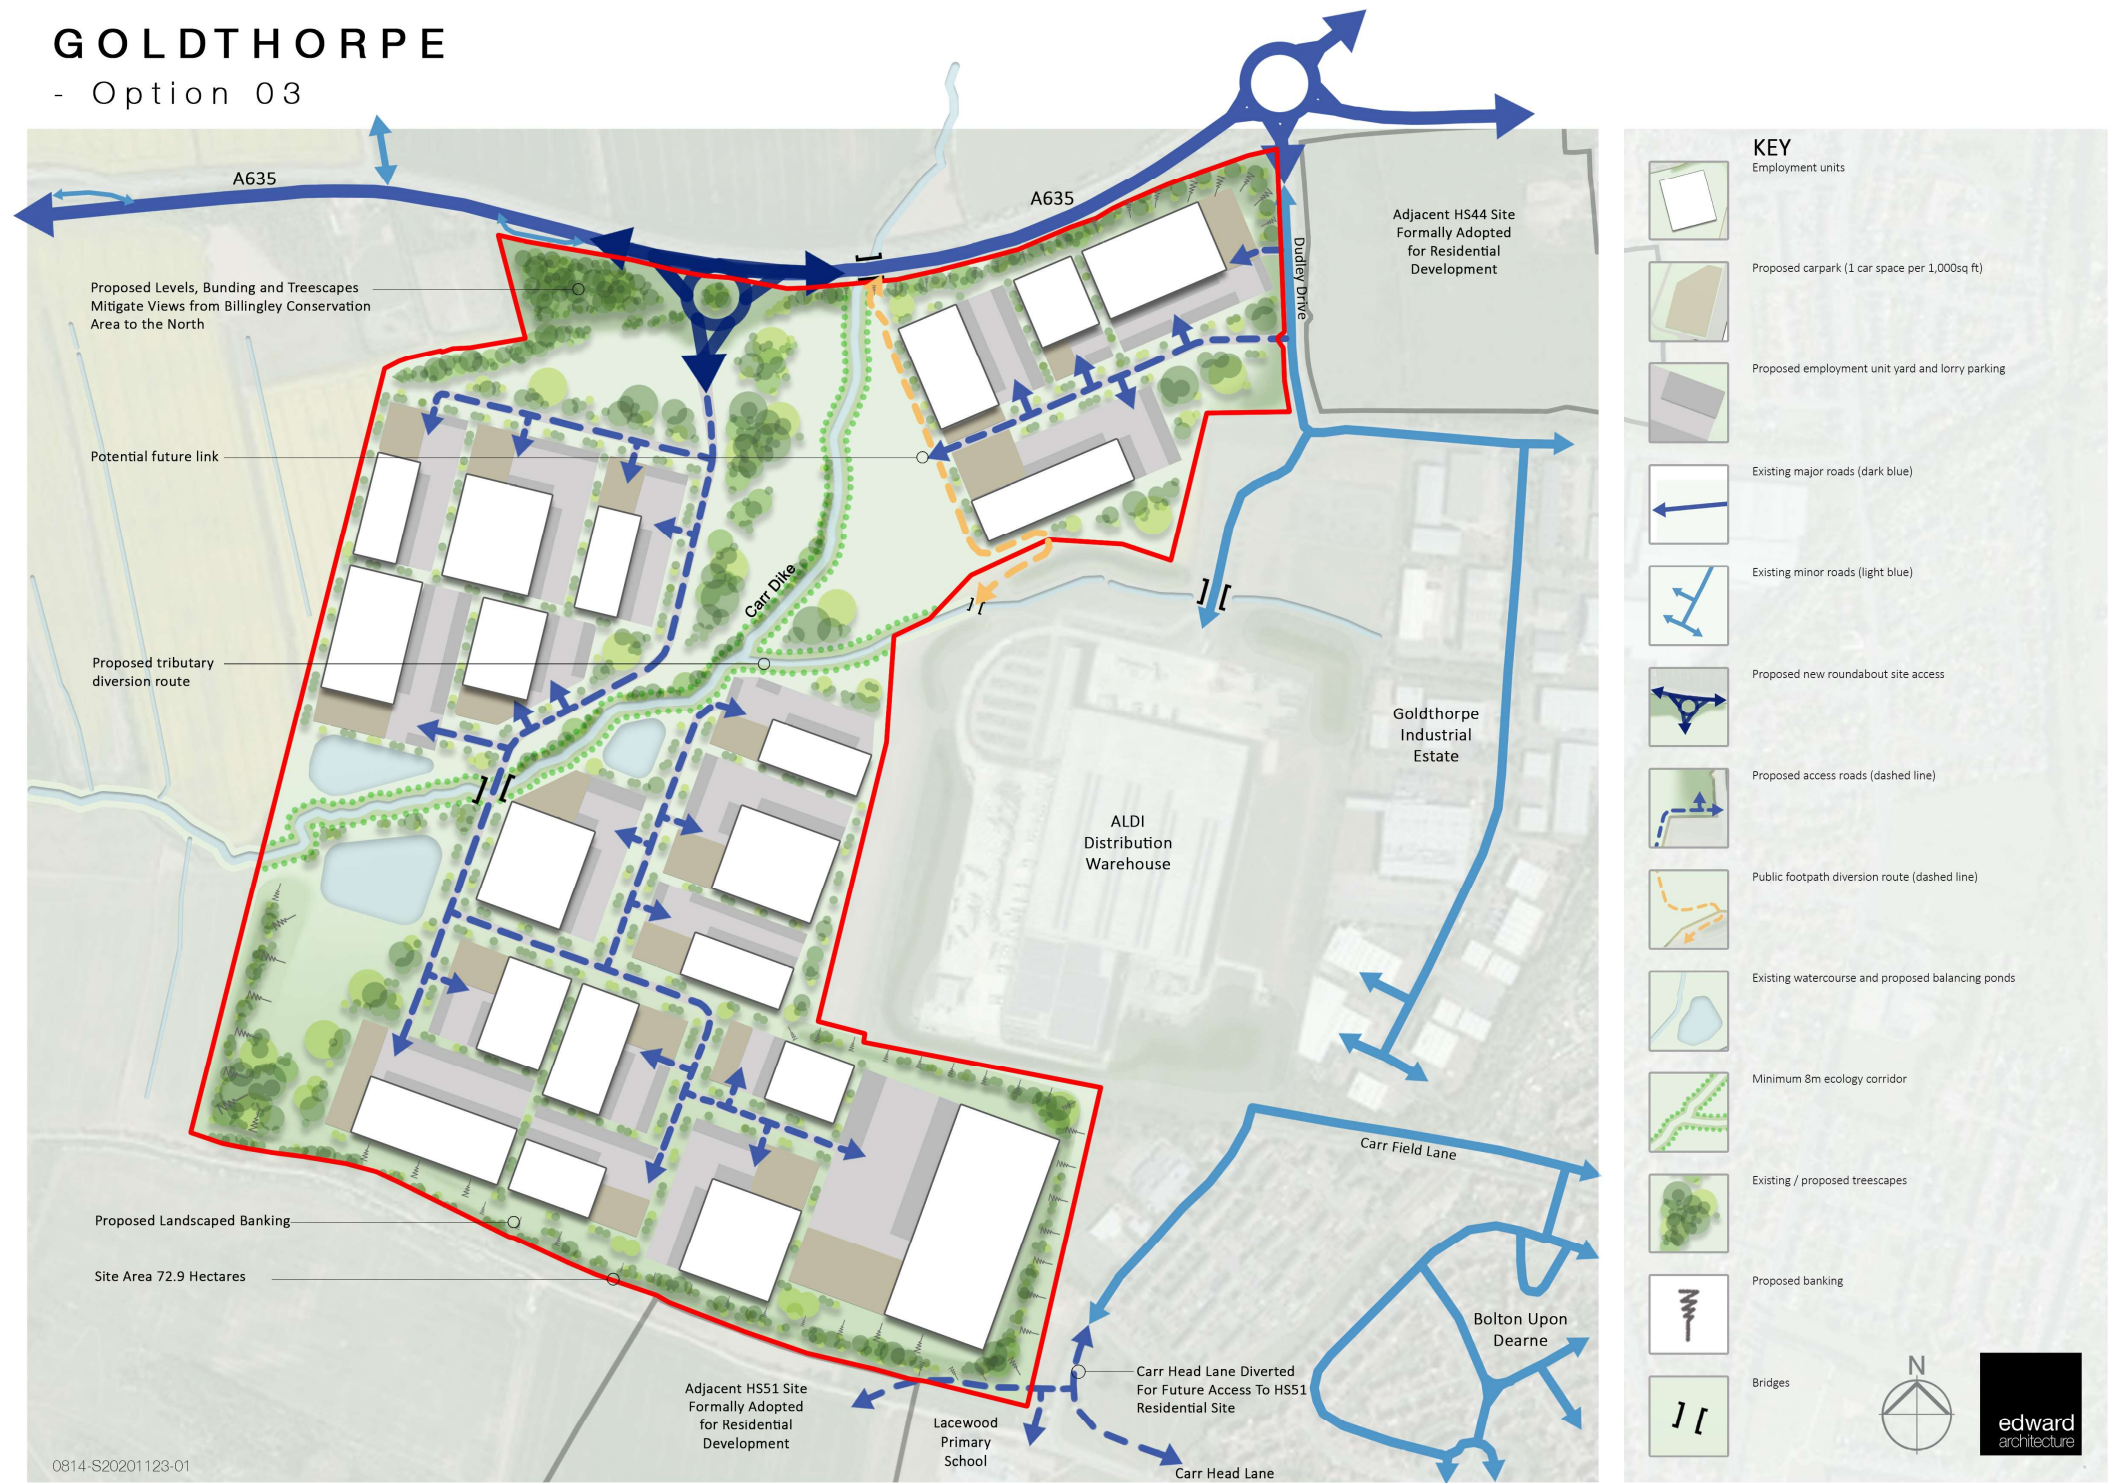 GOLDTHORPE
- Option 03
A635
A635
Dudley Drive
Adjacent HS44 Site
Formally Adopted
for Residential
Development
Proposed Levels, Bunding and Treescapes
Mitigate Views from Billingley Conservation
Area to the North
Potential future link
Carr Dike
Proposed tributary
diversion route
Goldthorpe
Industrial
Estate
ALDI
Distribution
Warehouse
Carr Field Lane
Proposed Landscaped Banking
Site Area 72.9 Hectares
Bolton Upon
Dearne
Carr Head Lane Diverted
For Future Access To HS51
Residential Site
Adjacent HS51 Site
Formally Adopted
for Residential
Development
Lacewood
Primary
School
Carr Head Lane
0814-S20201123-01
KEY
Employment units
Proposed carpark (1 car space per 1,000sq ft)
Proposed employment unit yard and lorry parking
Existing major roads (dark blue)
Existing minor roads (light blue)
Proposed new roundabout site access
Proposed access roads (dashed line)
Public footpath diversion route (dashed line)
Existing watercourse and proposed balancing ponds
Minimum 8m ecology corridor
Existing / proposed treescapes
Proposed banking
Bridges
N
edward
architecture